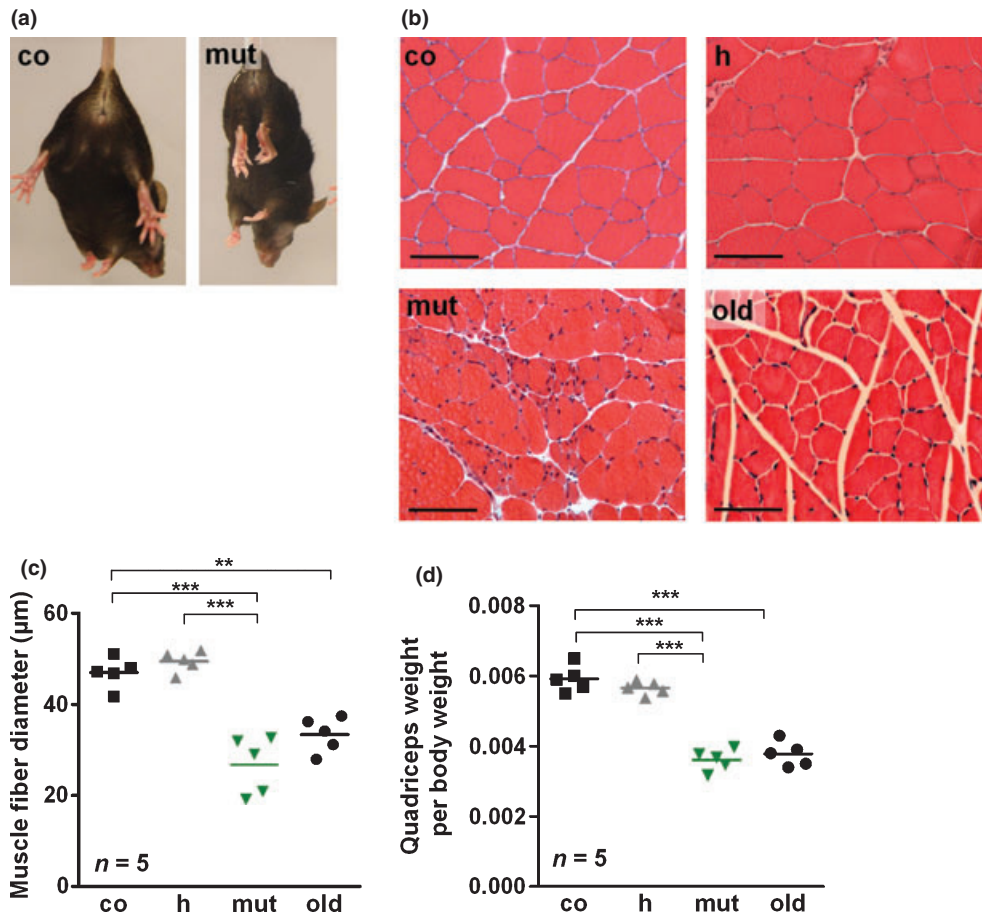 (a)
co
mut
(b)
co
h
mut
old
(c)
Muscle fiber diameter (µm)
60
40
20
0
**
***
***
n = 5
co h mut old
(d)
Quadriceps weight
per body weight
0.008
0.006
0.004
0.002
0.000
***
***
***
n = 5
co h mut old